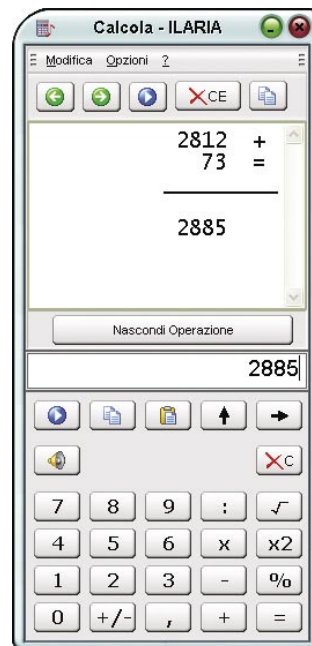 Calcola - ILARIA
Modifica Opzioni ?
CE
2812 +
73 =
2885
Nascondi Operazione
2885
C
7 8 9 : √
4 5 6 x x2
1 2 3 - %
0 +/- , + =